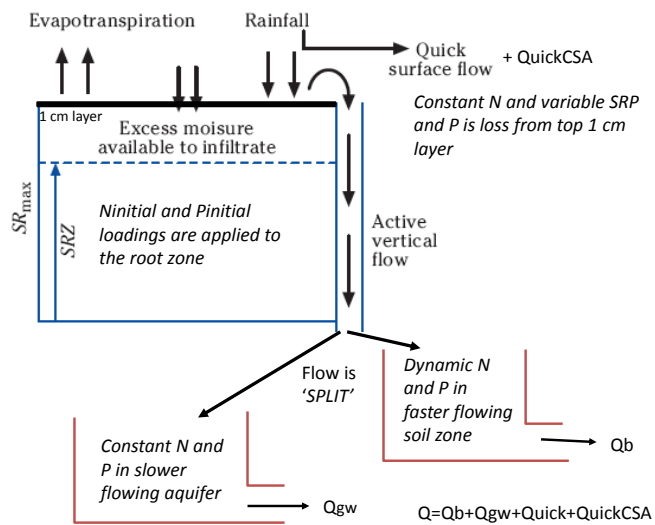 Evapotranspiration
Rainfall
Quick
surface flow
+ QuickCSA
Constant N and variable SRP
and P is loss from top 1 cm
layer
1 cm layer
Excess moisure
available to infiltrate
SRmax
SRZ
Ninitial and Pinitial
loadings are applied to
the root zone
Active
vertical
flow
Flow is
‘SPLIT’
Dynamic N
and P in
faster flowing
soil zone
Qb
Constant N and
P in slower
flowing aquifer
Qgw
Q=Qb+Qgw+Quick+QuickCSA